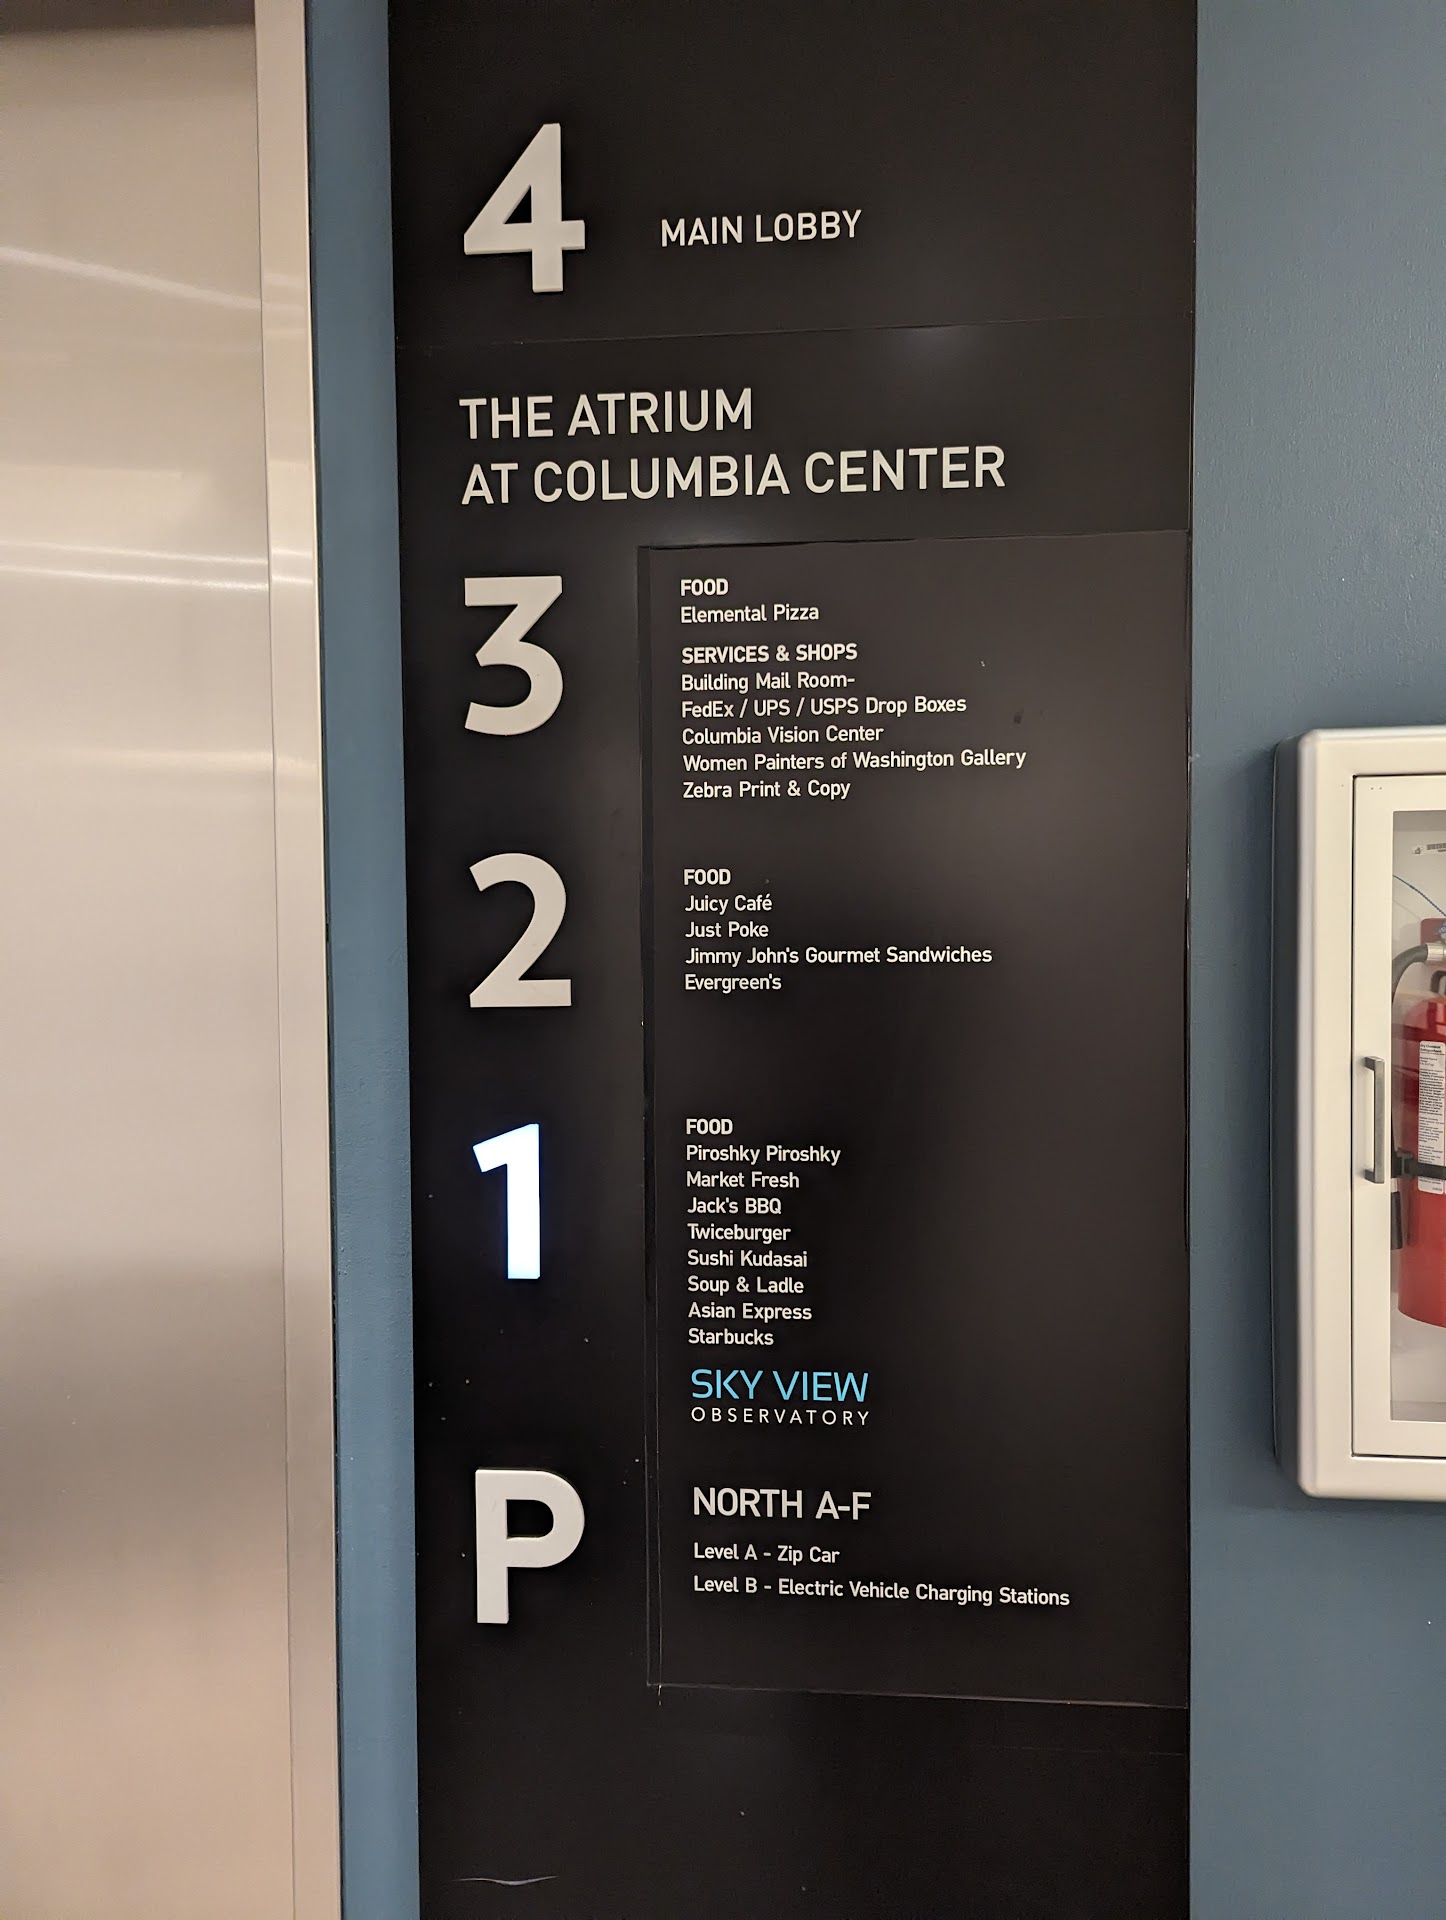 4
MAIN LOBBY
THE ATRIUM
AT COLUMBIA CENTER
3
FOOD
Elemental Pizza
SERVICES & SHOPS
Building Mail Room-
FedEx / UPS / USPS Drop Boxes
Columbia Vision Center
Women Painters of Washington Gallery
Zebra Print & Copy
2
FOOD
Juicy Café
Just Poke
Jimmy John's Gourmet Sandwiches
Evergreen's
1
FOOD
Piroshky Piroshky
Market Fresh
Jack's BBQ
Twiceburger
Sushi Kudasai
Soup & Ladle
Asian Express
Starbucks
SKY VIEW
OBSERVATORY
P
NORTH A-F
Level A - Zip Car
Level B - Electric Vehicle Charging Stations